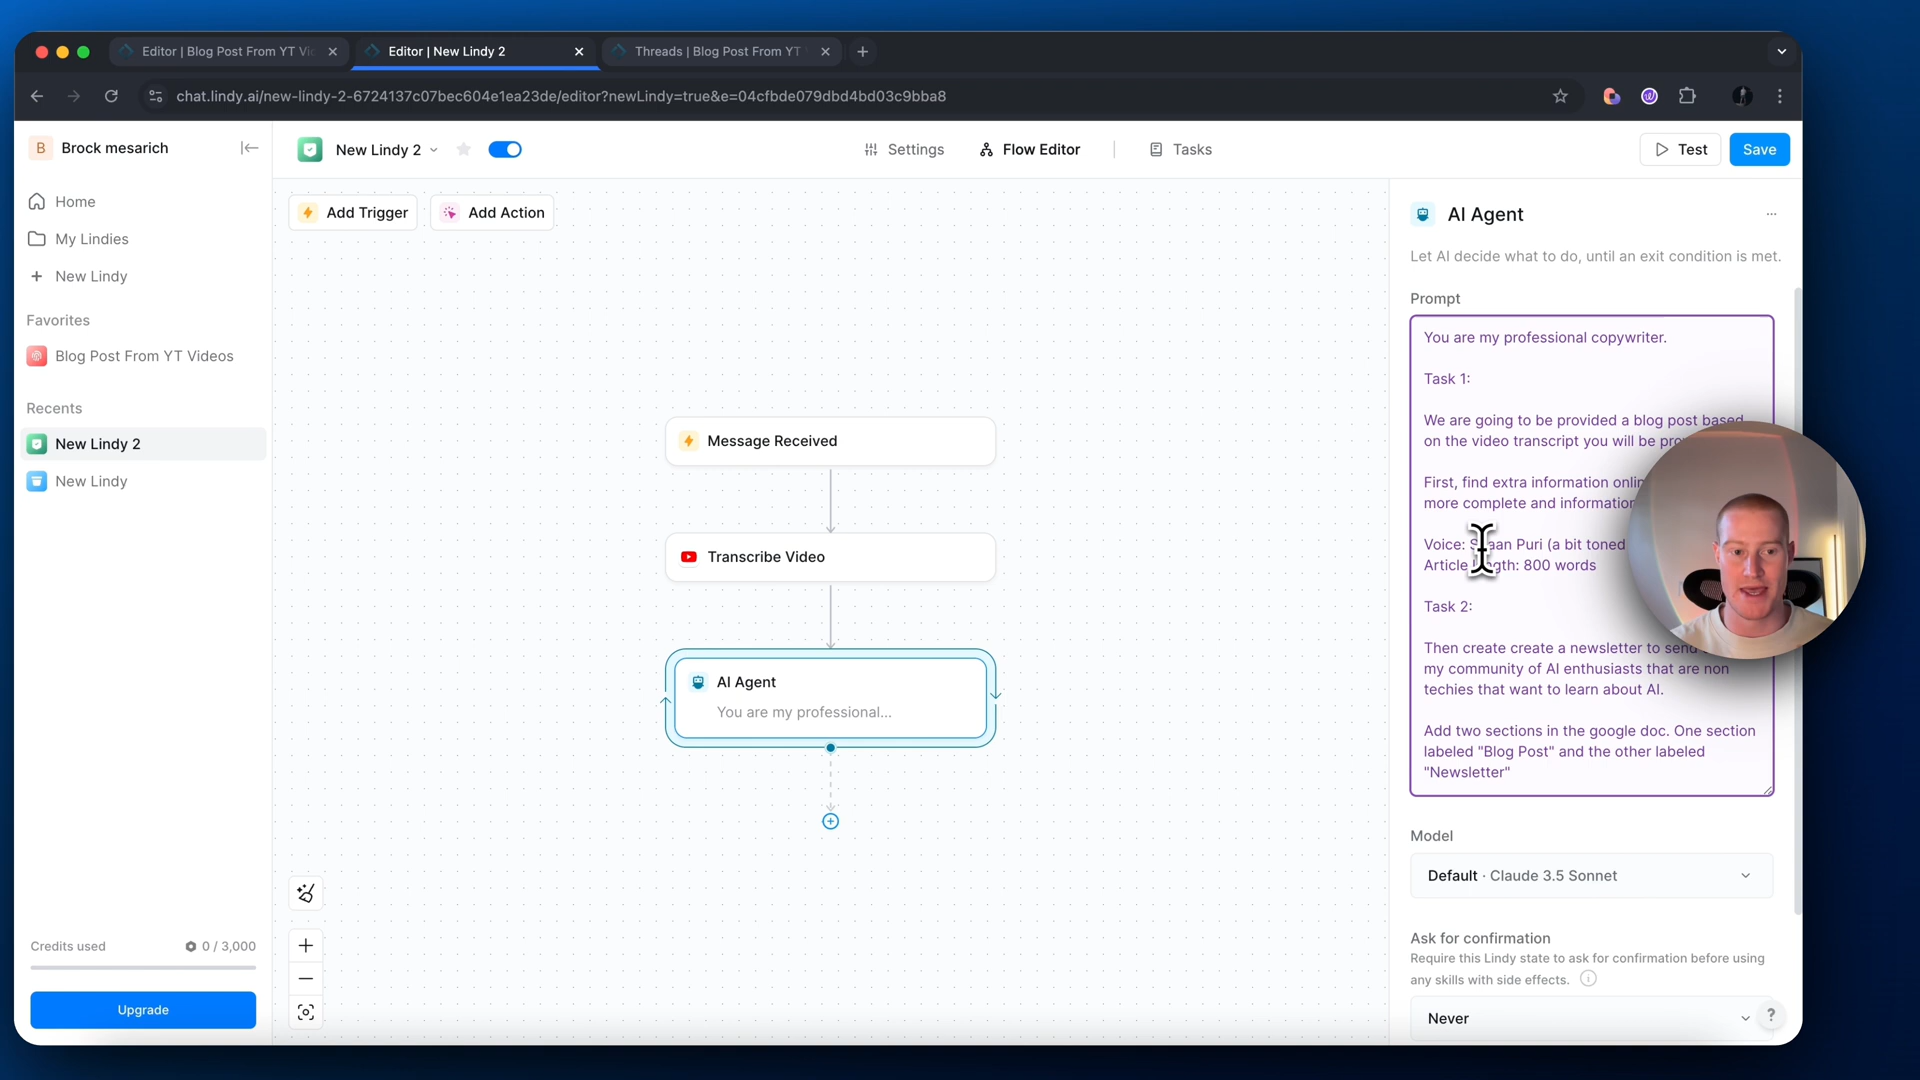 Editor | Blog Post From YT Vi
Editor | New Lindy 2
Threads | Blog Post From YT
chat.lindy.ai/new-lindy-2-6724137c07bec604e1ea23de/editor?newLindy=true&e=04cfbde079dbd4bd03c9bba8
B Brock mesarich
New Lindy 2
Settings
Flow Editor
Tasks
Test
Save
Home
My Lindies
New Lindy
Favorites
Blog Post From YT Videos
Recents
New Lindy 2
New Lindy
Credits used 0 / 3,000
Upgrade
Add Trigger
Add Action
Message Received
Transcribe Video
AI Agent
You are my professional...
AI Agent
Let AI decide what to do, until an exit condition is met.
Prompt
You are my professional copywriter.
Task 1:
We are going to be provided a blog post based
on the video transcript you will be
First, find extra information
more complete and
Voice: Puri (a bit toned
Article 800 words
Task 2:
Then create create a newsletter to send
my community of AI enthusiasts that are non
techies that want to learn about AI.
Add two sections in the google doc. One section
labeled "Blog Post" and the other labeled
"Newsletter"
Model
Default · Claude 3.5 Sonnet
Ask for confirmation
Require this Lindy state to ask for confirmation before using
any skills with side effects.
Never
?